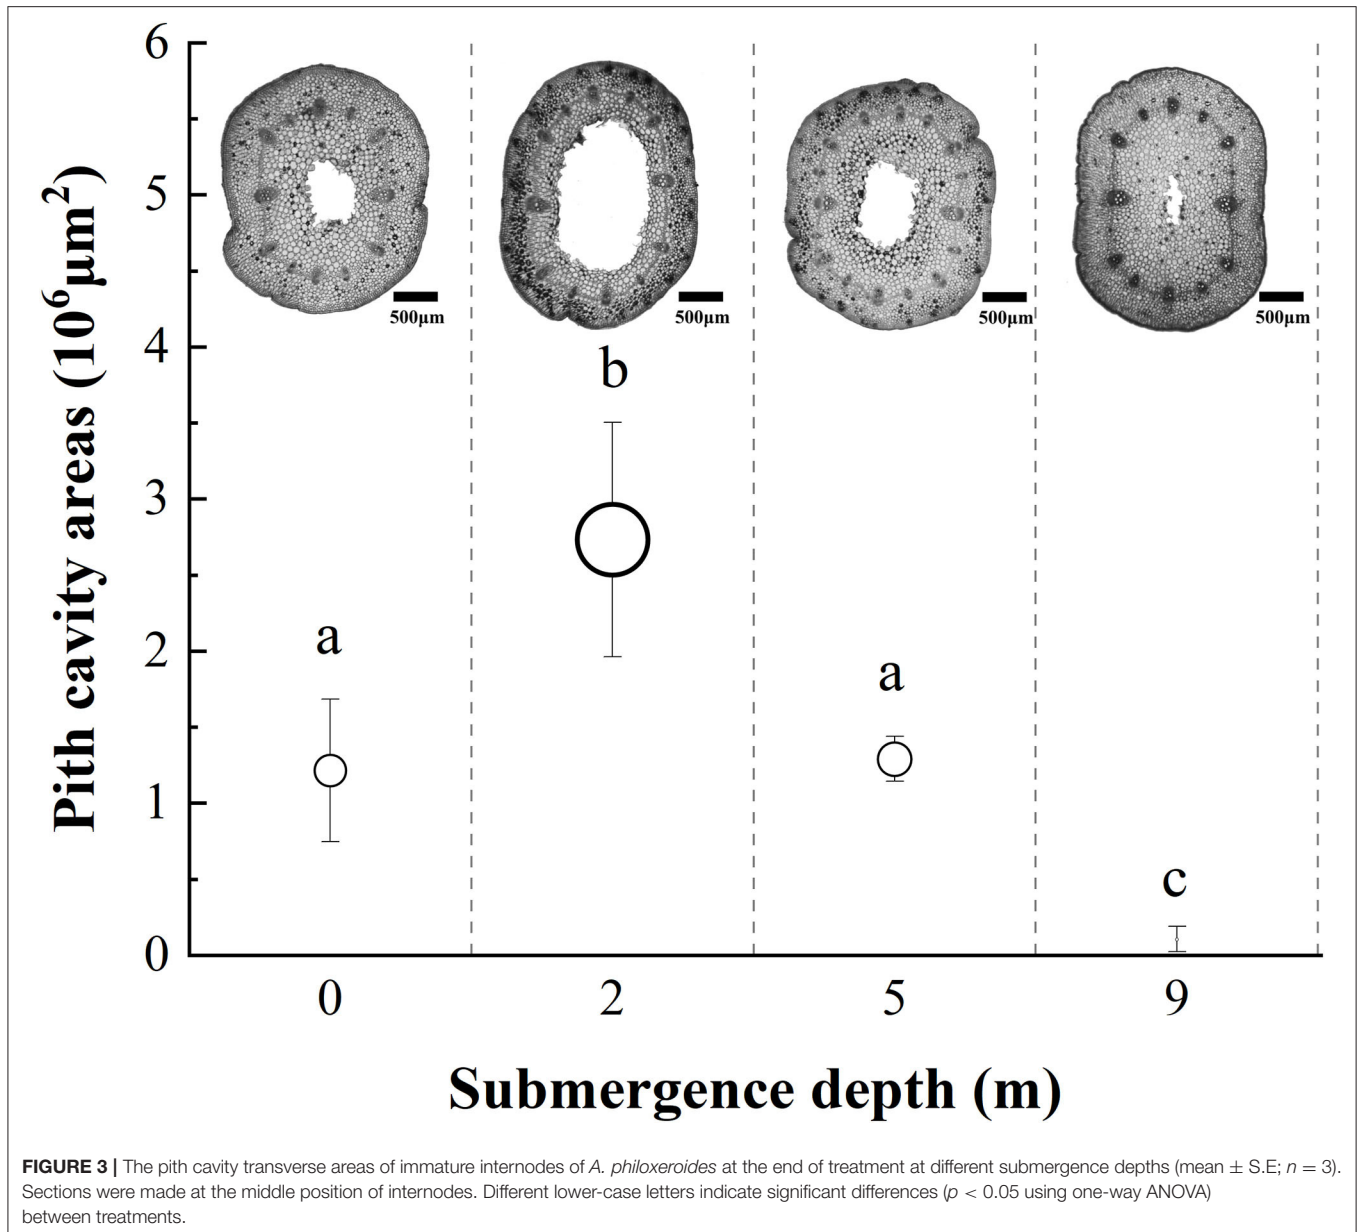 6
5
4
3
2
1
0
Pith cavity areas (10⁶μm²)
500μm
500μm
500μm
500μm
a
b
a
c
0
2
5
9
Submergence depth (m)
FIGURE 3 | The pith cavity transverse areas of immature internodes of A. philoxeroides at the end of treatment at different submergence depths (mean ± S.E; n = 3).
Sections were made at the middle position of internodes. Different lower-case letters indicate significant differences (p < 0.05 using one-way ANOVA)
between treatments.